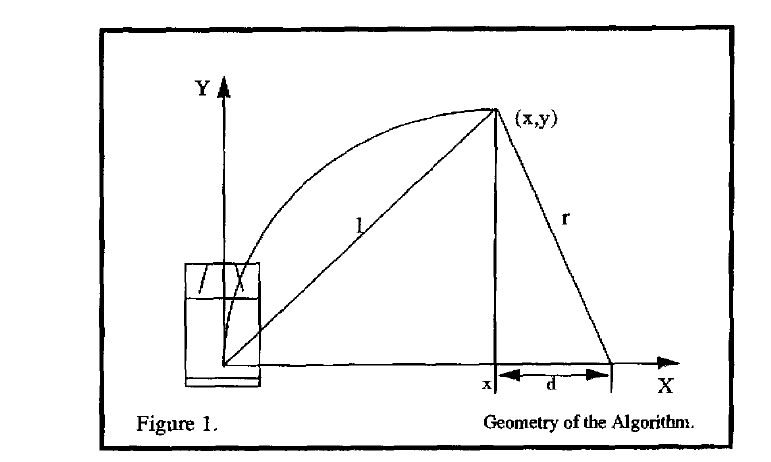 Y
(x,y)
l
r
x
d
X
Figure 1.
Geometry of the Algorithm.